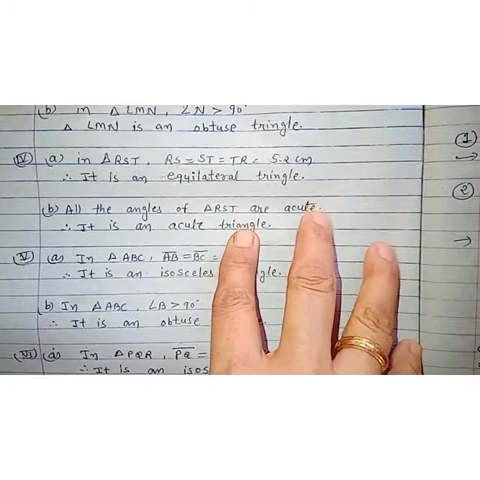 (b) in △ LMN, ∠N > 90°
△ LMN is an obtuse tringle.
(IV) (a) in △RST, RS = ST = TR = 5.2 cm
∴ It is an equilateral tringle.
(b) All the angles of △RST are acute.
∴ It is an acute triangle.
(V) (a) In △ ABC, AB = BC =
∴ It is an isosceles
(b) In △ ABC, ∠B > 90°
∴ It is an obtuse
(VI) (a) In △PQR, PQ =
∴ It is an isos
1
→
2
→